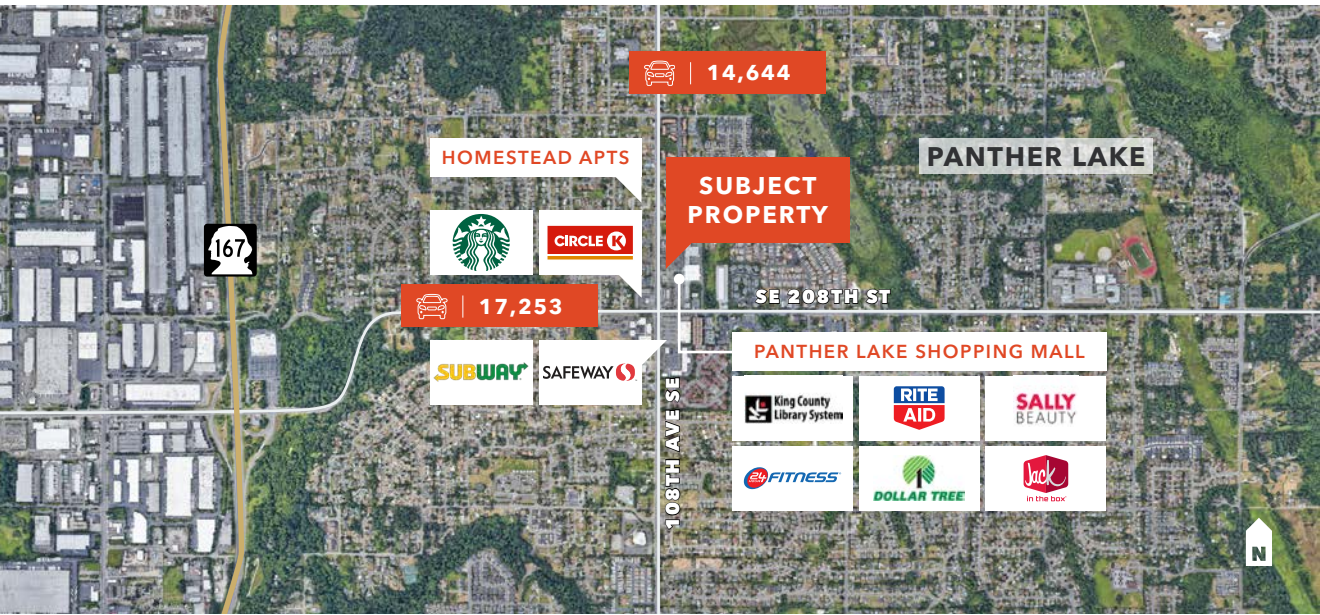 14,644
HOMESTEAD APTS
PANTHER LAKE
SUBJECT
PROPERTY
CIRCLE K
167
SE 208TH ST
17,253
SUBWAY
SAFEWAY
PANTHER LAKE SHOPPING MALL
108TH AVE SE
King County
Library System
RITE
AID
SALLY
BEAUTY
24 FITNESS
DOLLAR TREE
Jack
in the box
N